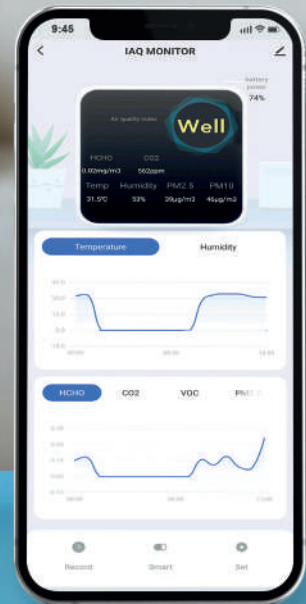 9:45
IAQ MONITOR
battery
power
74%
Air quality index
Well
HCHO CO2
0.02mg/m3 562ppm
Temp Humidity PM2.5 PM10
31.5℃ 53% 39μg/m3 46μg/m3
Temperature Humidity
HCHO CO2 VOC
Record Smart Set